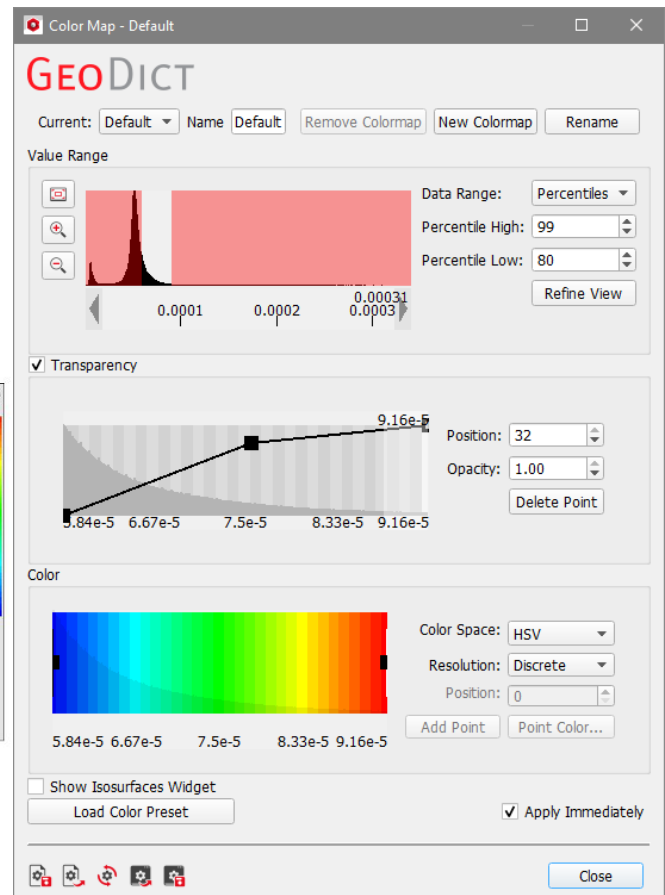 Color Map - Default
GEODICT
Current: Default Name Default Remove Colormap New Colormap Rename
Value Range
Data Range: Percentiles
Percentile High: 99
Percentile Low: 80
Refine View
0.00031
0.0001 0.0002 0.0003
Transparency
9.16e-5
Position: 32
Opacity: 1.00
Delete Point
5.84e-5 6.67e-5 7.5e-5 8.33e-5 9.16e-5
Color
Color Space: HSV
Resolution: Discrete
Position: 0
Add Point Point Color...
5.84e-5 6.67e-5 7.5e-5 8.33e-5 9.16e-5
Show Isosurfaces Widget
Load Color Preset Apply Immediately
Close